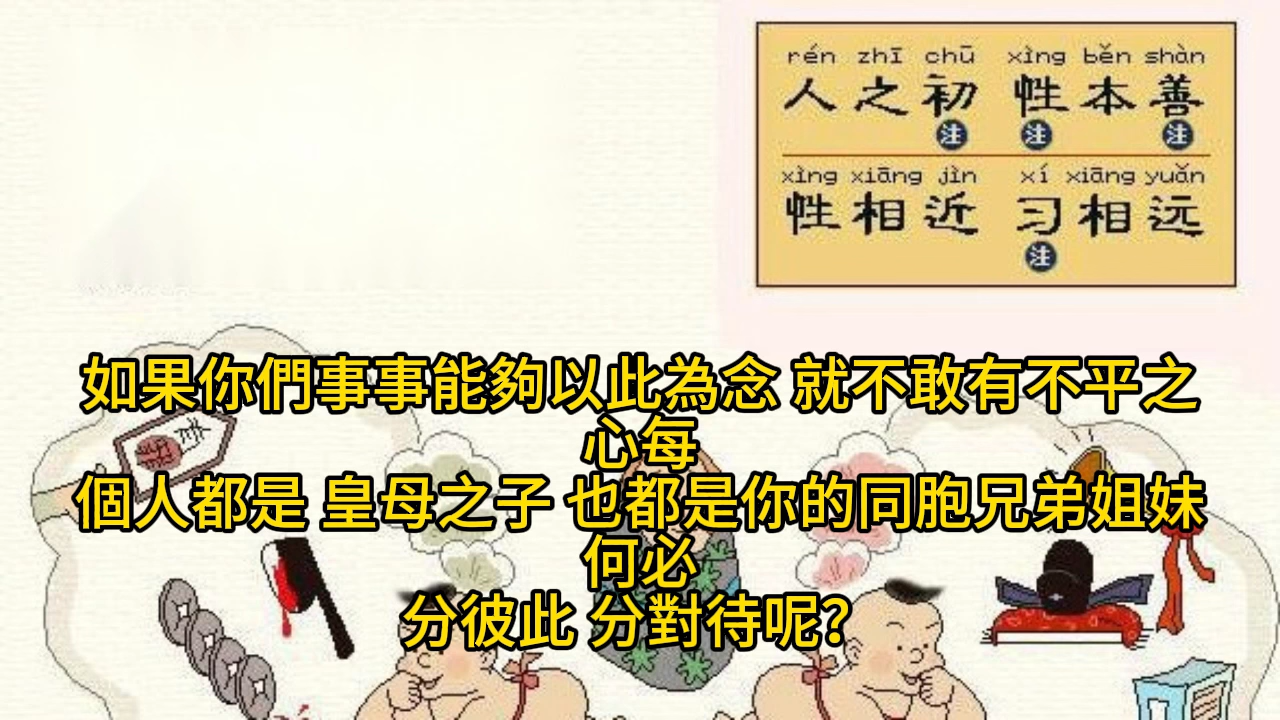 rén zhī chū xìng běn shàn
人之初 性本善
注 注 注
xìng xiāng jìn xí xiāng yuǎn
性相近 习相远
注
如果你們事事能夠以此為念 就不敢有不平之
心每
個人都是 皇母之子 也都是你的同胞兄弟姐妹
何必
分彼此 分對待呢?